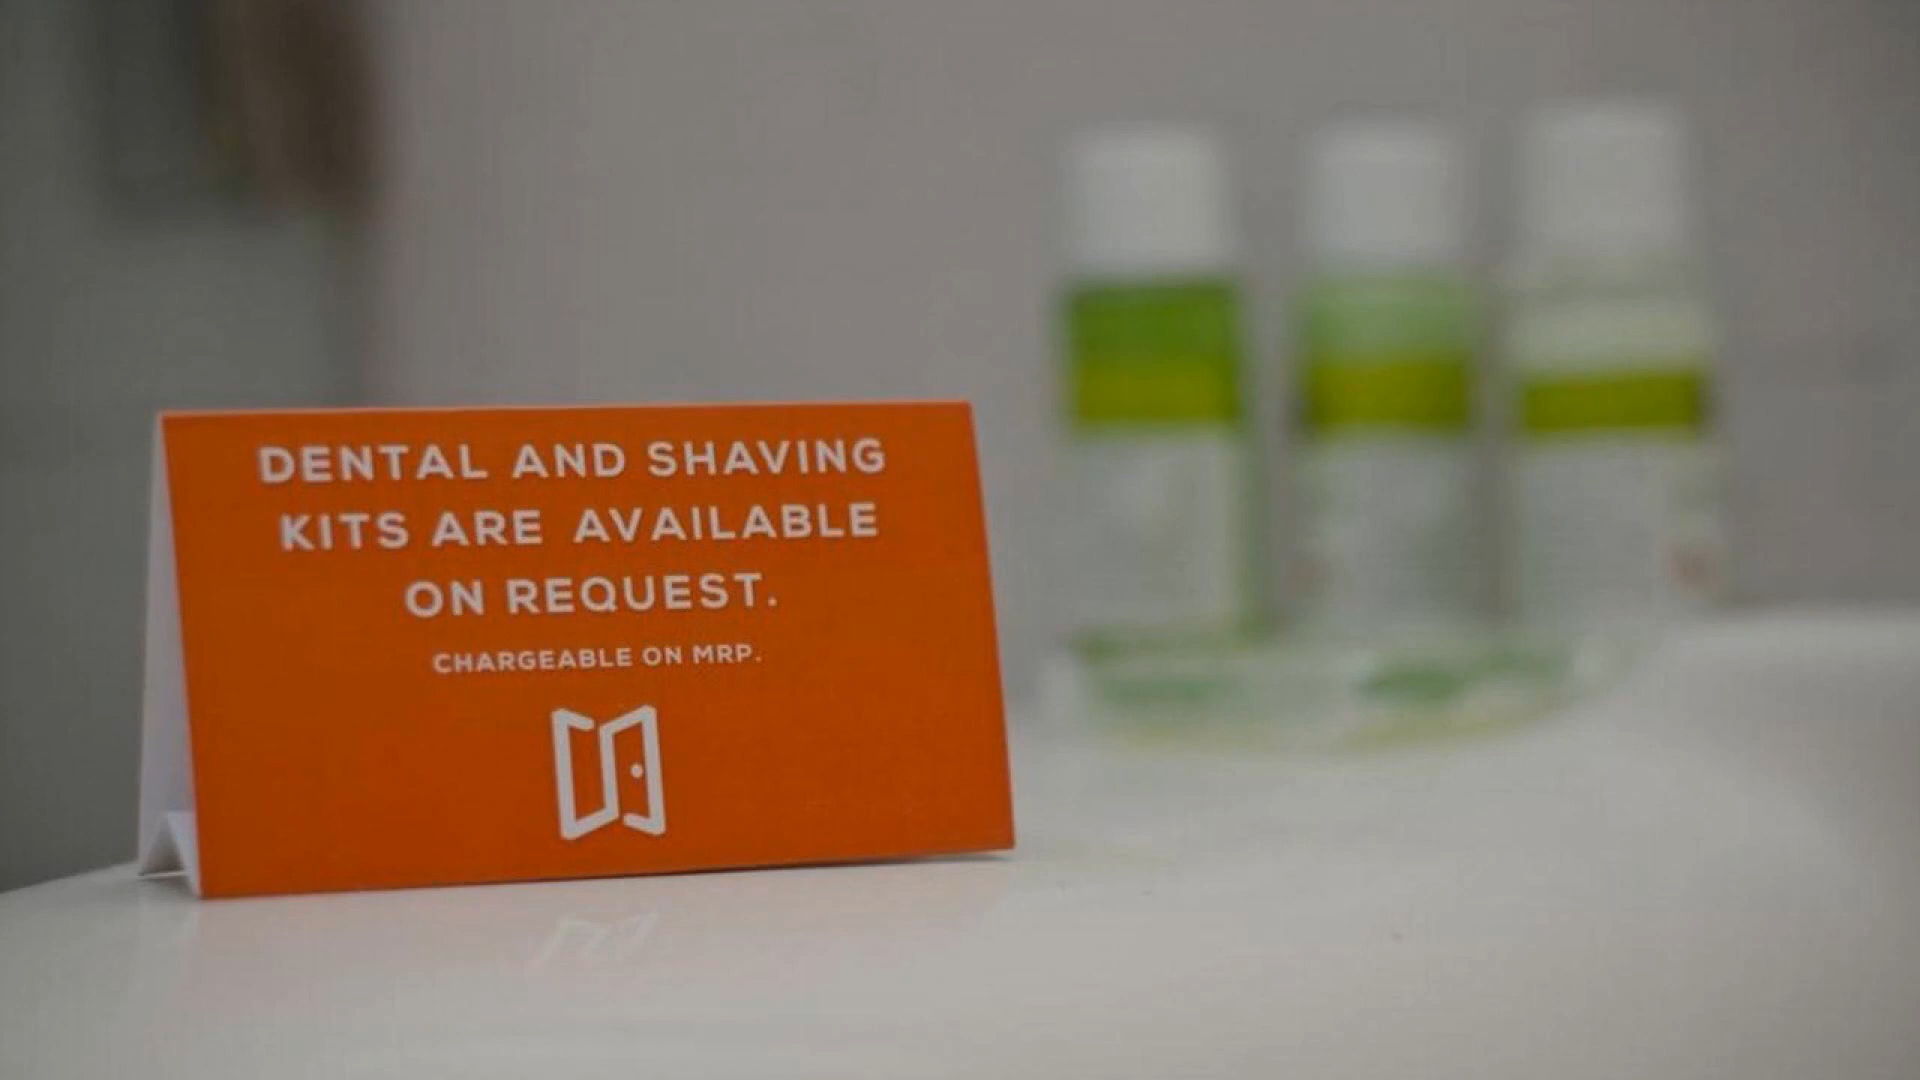 DENTAL AND SHAVING
KITS ARE AVAILABLE
ON REQUEST.
CHARGEABLE ON MRP.